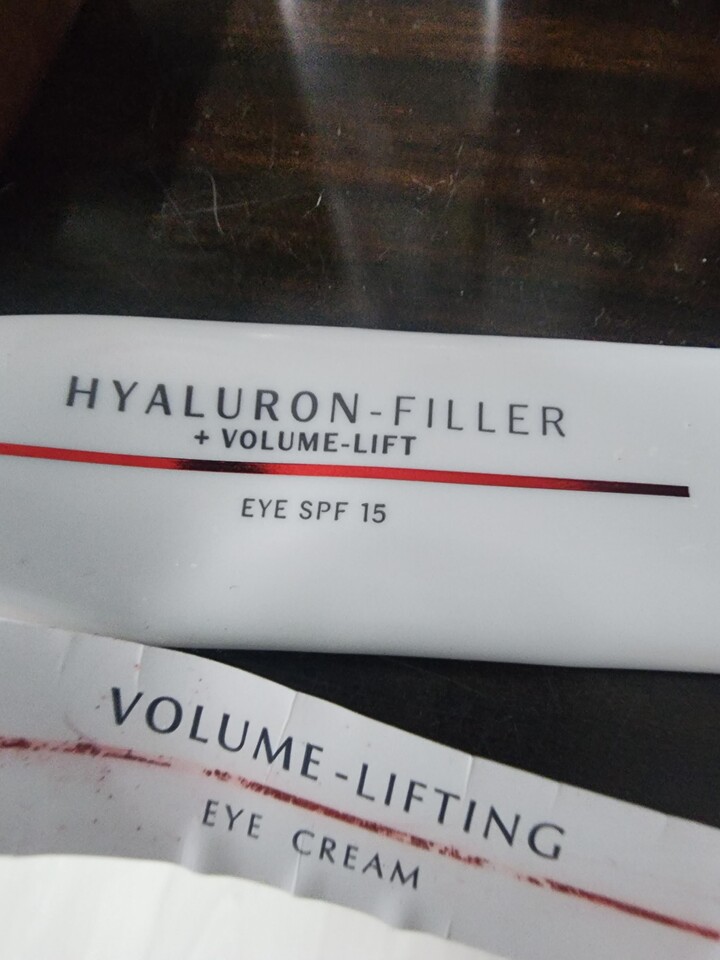 HYALURON-FILLER
+ VOLUME-LIFT
EYE SPF 15
VOLUME-LIFTING
EYE CREAM